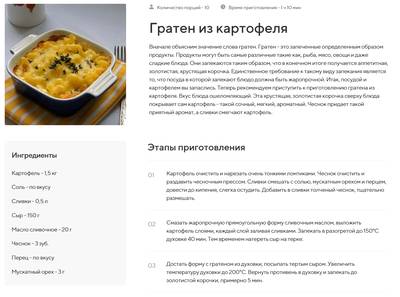 Количество порций - 10 Время приготовления - 1 ч 10 мин
Гратен из картофеля
Вначале объясним значение слова гратен. Гратен - это запечённые определенным образом
продукты. Продукты могут быть самые различные такие как, рыба, мясо, овощи и даже
сладкие блюда. Они запекаются таким образом, что в конечном итоге получается аппетитная,
золотистая, хрустящая корочка. Единственное требование к такому виду запекания является
то, что посуда в которой запекают блюдо должна быть жаропрочной. Итак, посудой и
картофелем вы запаслись. Теперь рекомендуем приступить к приготовлению гратена из
картофеля. Вкус блюда ошеломляющий. Эта хрустящая, золотистая корочка сверху блюда
покрывает сам картофель - такой сочный, мягкий, ароматный. Чеснок придает такой
приятный аромат, а сливки смягчают картофель.
Ингредиенты
Картофель - 1,5 кг
Соль - по вкусу
Сливки - 0,5 л
Сыр - 150 г
Масло сливочное - 20 г
Чеснок - 3 зуб.
Перец - по вкусу
Мускатный орех - 3 г
Этапы приготовления
01 Картофель очистить и нарезать очень тонкими ломтиками. Чеснок очистить и
раздавить чесночным прессом. Сливки смешать с солью, мускатным орехом и перцем,
довести до кипения, слегка остудить. Добавить в сливки толченый чеснок, тщательно
размешать.
02 Смазать жаропрочную прямоугольную форму сливочным маслом, выложить
картофель слоями, каждый слой заливая сливками. Запекать в разогретой до 150°C
духовке 40 мин. Тем временем натереть сыр на терке.
03 Достать форму с гратеном из духовки, посыпать тертым сыром. Увеличить
температуру духовки до 200°C. Вернуть противень в духовку и запекать до
золотистой корочки, примерно 5 мин.